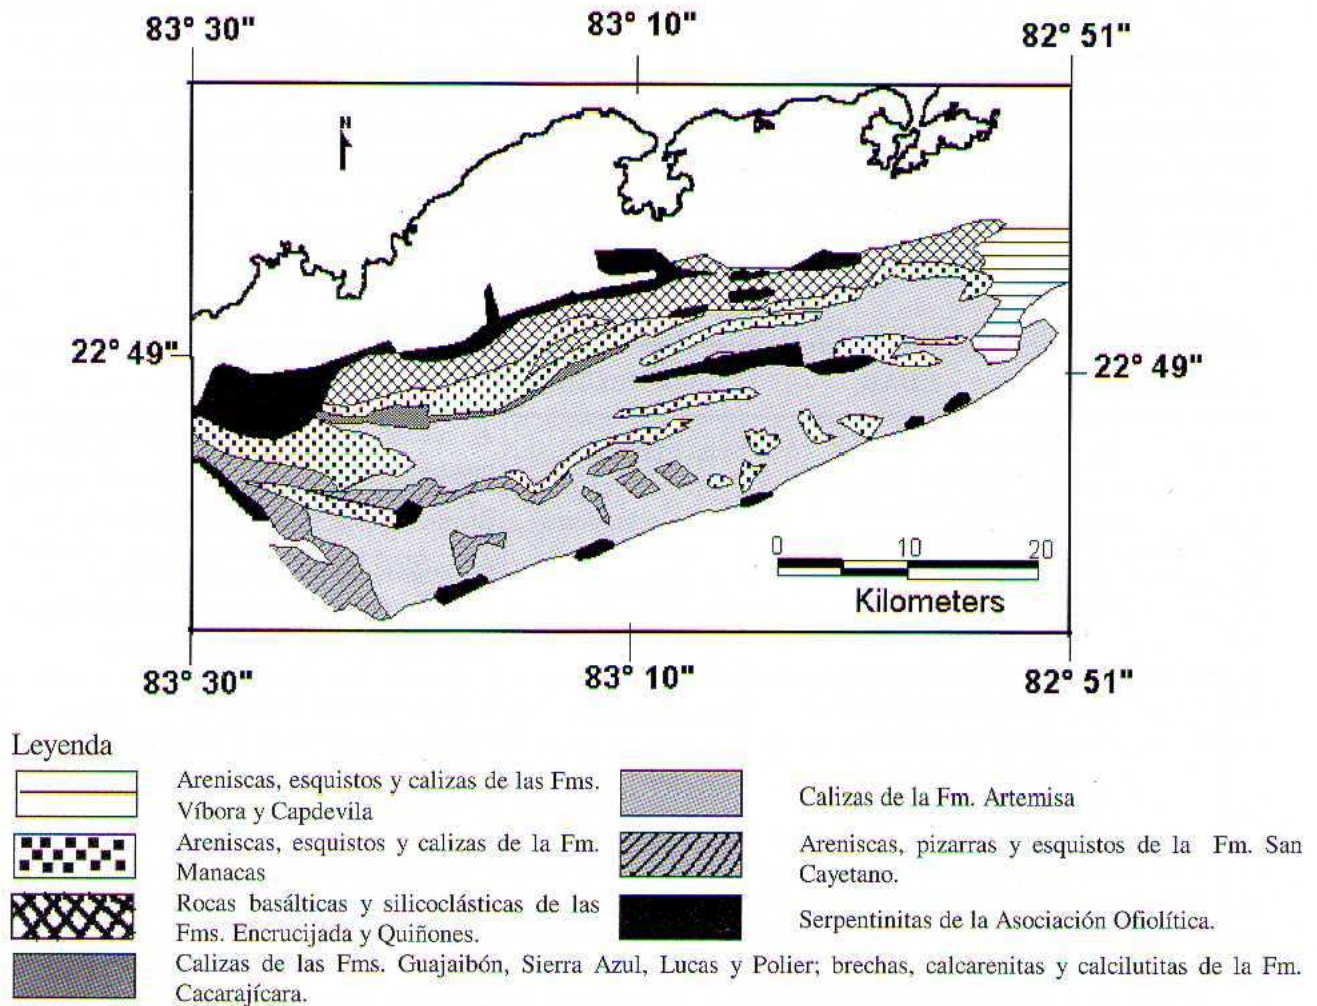 83° 30"
83° 10"
82° 51"
N
22° 49"
22° 49"
0 10 20
Kilometers
83° 30"
83° 10"
82° 51"
Leyenda
Areniscas, esquistos y calizas de las Fms.
Víbora y Capdevila
Areniscas, esquistos y calizas de la Fm.
Manacas
Rocas basálticas y silicoclásticas de las
Fms. Encrucijada y Quiñones.
Calizas de la Fm. Artemisa
Areniscas, pizarras y esquistos de la Fm. San
Cayetano.
Serpentinitas de la Asociación Ofiolítica.
Calizas de las Fms. Guajaibón, Sierra Azul, Lucas y Polier; brechas, calcarenitas y calcilutitas de la Fm.
Cacarajícara.